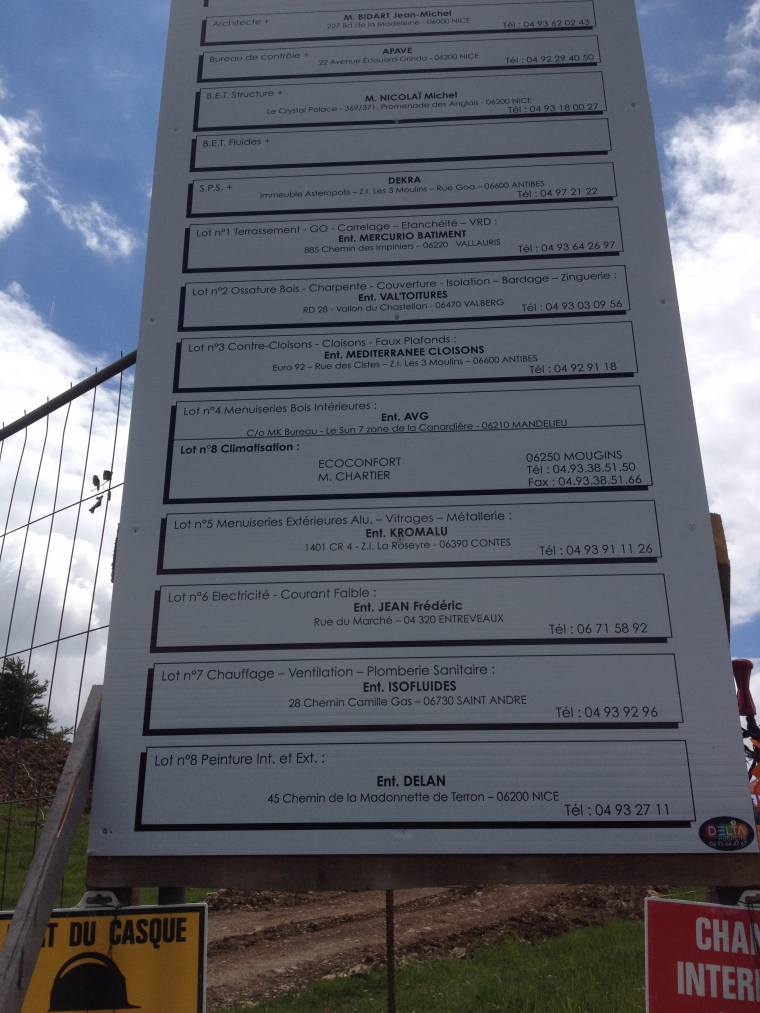 Architecte +
M. BIDART Jean-Michel
227 Bd de la Madeleine - 06000 NICE
Tél : 04 93 62 02 43
Bureau de contrôle +
APAVE
22 Avenue Édouard Grinda - 06200 NICE
Tél : 04 92 29 40 50
B.E.T. Structure +
M. NICOLAÏ Michel
Le Crystal Palace - 369/371, Promenade des Anglais - 06200 NICE
Tél : 04 93 18 00 27
B.E.T. Fluides +
S.P.S. +
DEKRA
Immeuble Asteropolis – Z.I. Les 3 Moulins – Rue Goa – 06600 ANTIBES
Tél : 04 97 21 22
Lot n°1 Terrassement - GO - Carrelage – Etanchéité – VRD :
Ent. MERCURIO BATIMENT
885 Chemin des Impiniers – 06220 VALLAURIS
Tél : 04 93 64 26 97
Lot n°2 Ossature Bois - Charpente - Couverture - Isolation – Bardage – Zinguerie :
Ent. VAL'TOITURES
RD 28 - Vallon du Chastellan - 06470 VALBERG
Tél : 04 93 03 09 56
Lot n°3 Contre-Cloisons - Cloisons - Faux Plafonds :
Ent. MEDITERRANEE CLOISONS
Euro 92 – Rue des Cistes – Z.I. Les 3 Moulins – 06600 ANTIBES
Tél : 04 92 91 18
Lot n°4 Menuiseries Bois Intérieures :
Ent. AVG
C/o MK Bureau - Le Sun 7 zone de la Canardière - 06210 MANDELIEU
Lot n°8 Climatisation :
ECOCONFORT 06250 MOUGINS
M. CHARTIER Tél : 04.93.38.51.50
Fax : 04.93.38.51.66
Lot n°5 Menuiseries Extérieures Alu. – Vitrages – Métallerie :
Ent. KROMALU
1401 CR 4 - Z.I. La Roseyre - 06390 CONTES
Tél : 04 93 91 11 26
Lot n°6 Electricité - Courant Faible :
Ent. JEAN Frédéric
Rue du Marché – 04 320 ENTREVEAUX
Tél : 06 71 58 92
Lot n°7 Chauffage – Ventilation – Plomberie Sanitaire :
Ent. ISOFLUIDES
28 Chemin Camille Gas – 06730 SAINT ANDRE
Tél : 04 93 92 96
Lot n°8 Peinture Int. et Ext. :
Ent. DELAN
45 Chemin de la Madonnette de Terron – 06200 NICE
Tél : 04 93 27 11
DELTA
04 93 64 47 67
DU CASQUE
CHAN
INTER